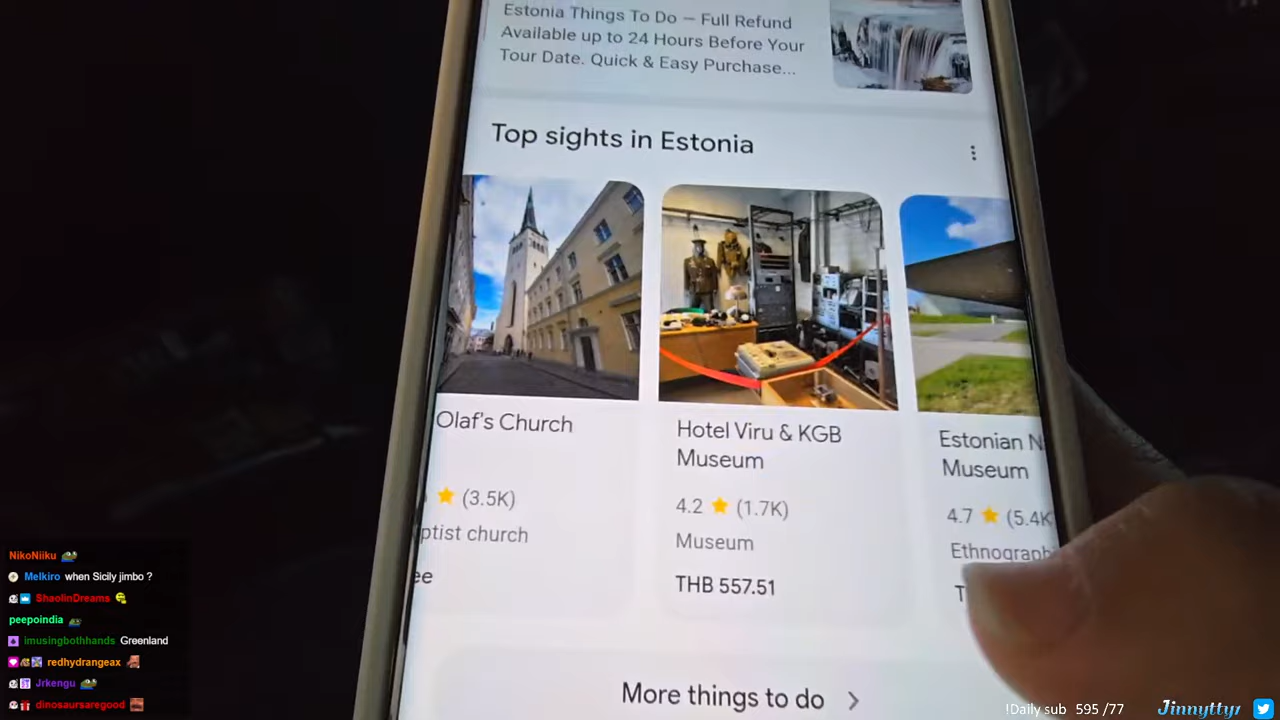 Estonia Things To Do – Full Refund
Available up to 24 Hours Before Your
Tour Date. Quick & Easy Purchase...
Top sights in Estonia
Olaf's Church
(3.5K)
ptist church
ee
Hotel Viru & KGB
Museum
4.2 (1.7K)
Museum
THB 557.51
Estonian N
Museum
4.7 (5.4K
Ethnograph
T
More things to do
NikoNiiku
Melkiro when Sicily jimbo ?
ShaolinDreams
peepoindia
imusingbothhands Greenland
redhydrangeax
Jrkengu
dinosaursaregood
!Daily sub 595 /77
Jinnytty